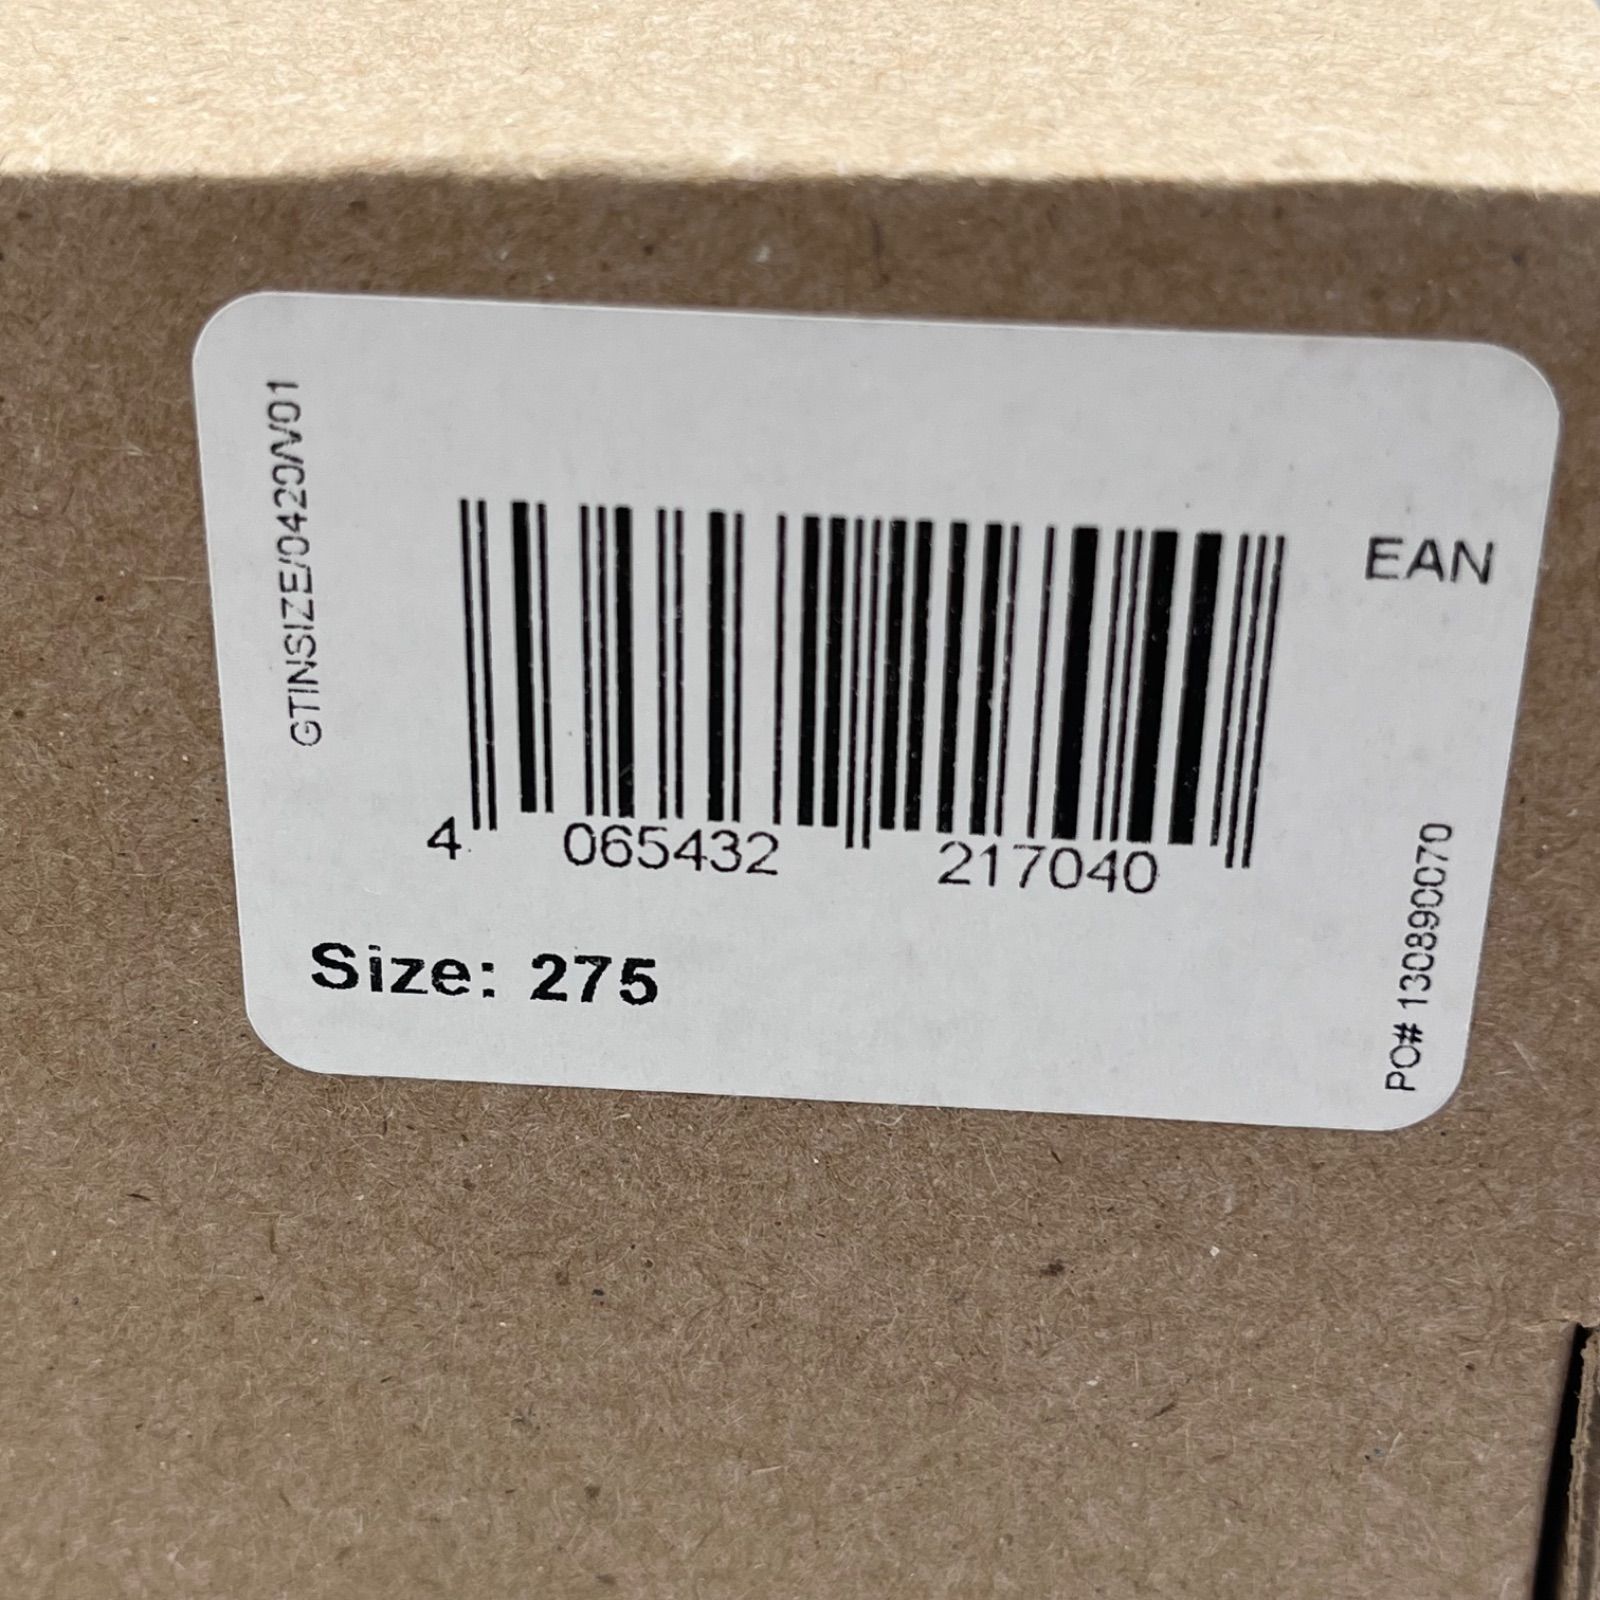 GTINSIZE/0420/V01
EAN
4 065432 217040
Size: 275
PO# 1308900070